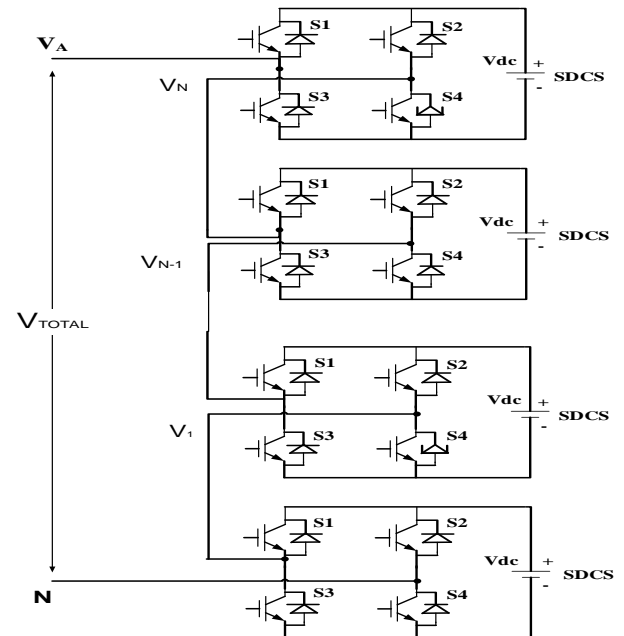 S1 S2
VA
Vdc + SDCS
-
VN
S3 S4
S1 S2
Vdc + SDCS
-
VN-1
S3 S4
VTOTAL
S1 S2
Vdc + SDCS
-
V1
S3 S4
S1 S2
Vdc + SDCS
-
N
S3 S4